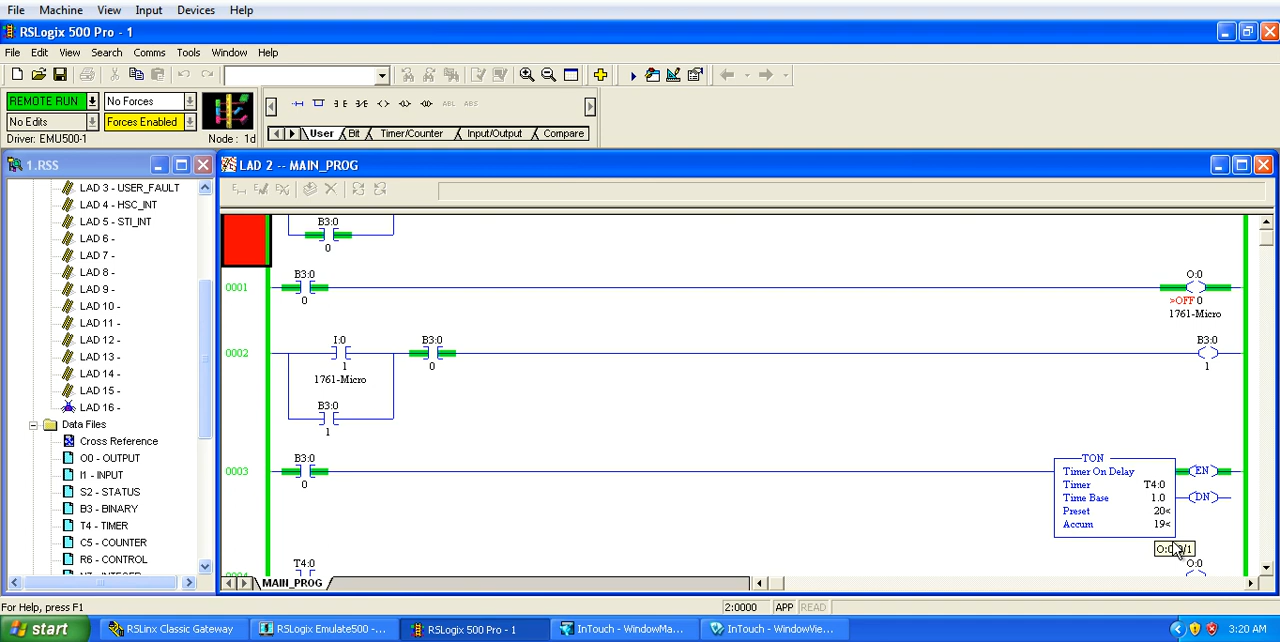 File Machine View Input Devices Help
RSLogix 500 Pro - 1
File Edit View Search Comms Tools Window Help
REMOTE RUN No Forces
No Edits Forces Enabled
Driver: EMU500-1 Node : 1d
ABL ABS
User Bit Timer/Counter Input/Output Compare
1.RSS
LAD 3 - USER_FAULT
LAD 4 - HSC_INT
LAD 5 - STI_INT
LAD 6 -
LAD 7 -
LAD 8 -
LAD 9 -
LAD 10 -
LAD 11 -
LAD 12 -
LAD 13 -
LAD 14 -
LAD 15 -
LAD 16 -
Data Files
Cross Reference
O0 - OUTPUT
I1 - INPUT
S2 - STATUS
B3 - BINARY
T4 - TIMER
C5 - COUNTER
R6 - CONTROL
LAD 2 -- MAIN_PROG
B3:0
0
B3:0 O:0
0001
0 >OFF 0
1761-Micro
I:0 B3:0 B3:0
0002
1 0 1
1761-Micro
B3:0
1
B3:0 TON
0003 Timer On Delay EN
0 Timer T4:0
Time Base 1.0 DN
Preset 20<
Accum 19<
T4:0 O:0
MAIN_PROG
For Help, press F1 2:0000 APP READ
start RSLinx Classic Gateway RSLogix Emulate500 -... RSLogix 500 Pro - 1 InTouch - WindowMa... InTouch - WindowVie... 3:20 AM